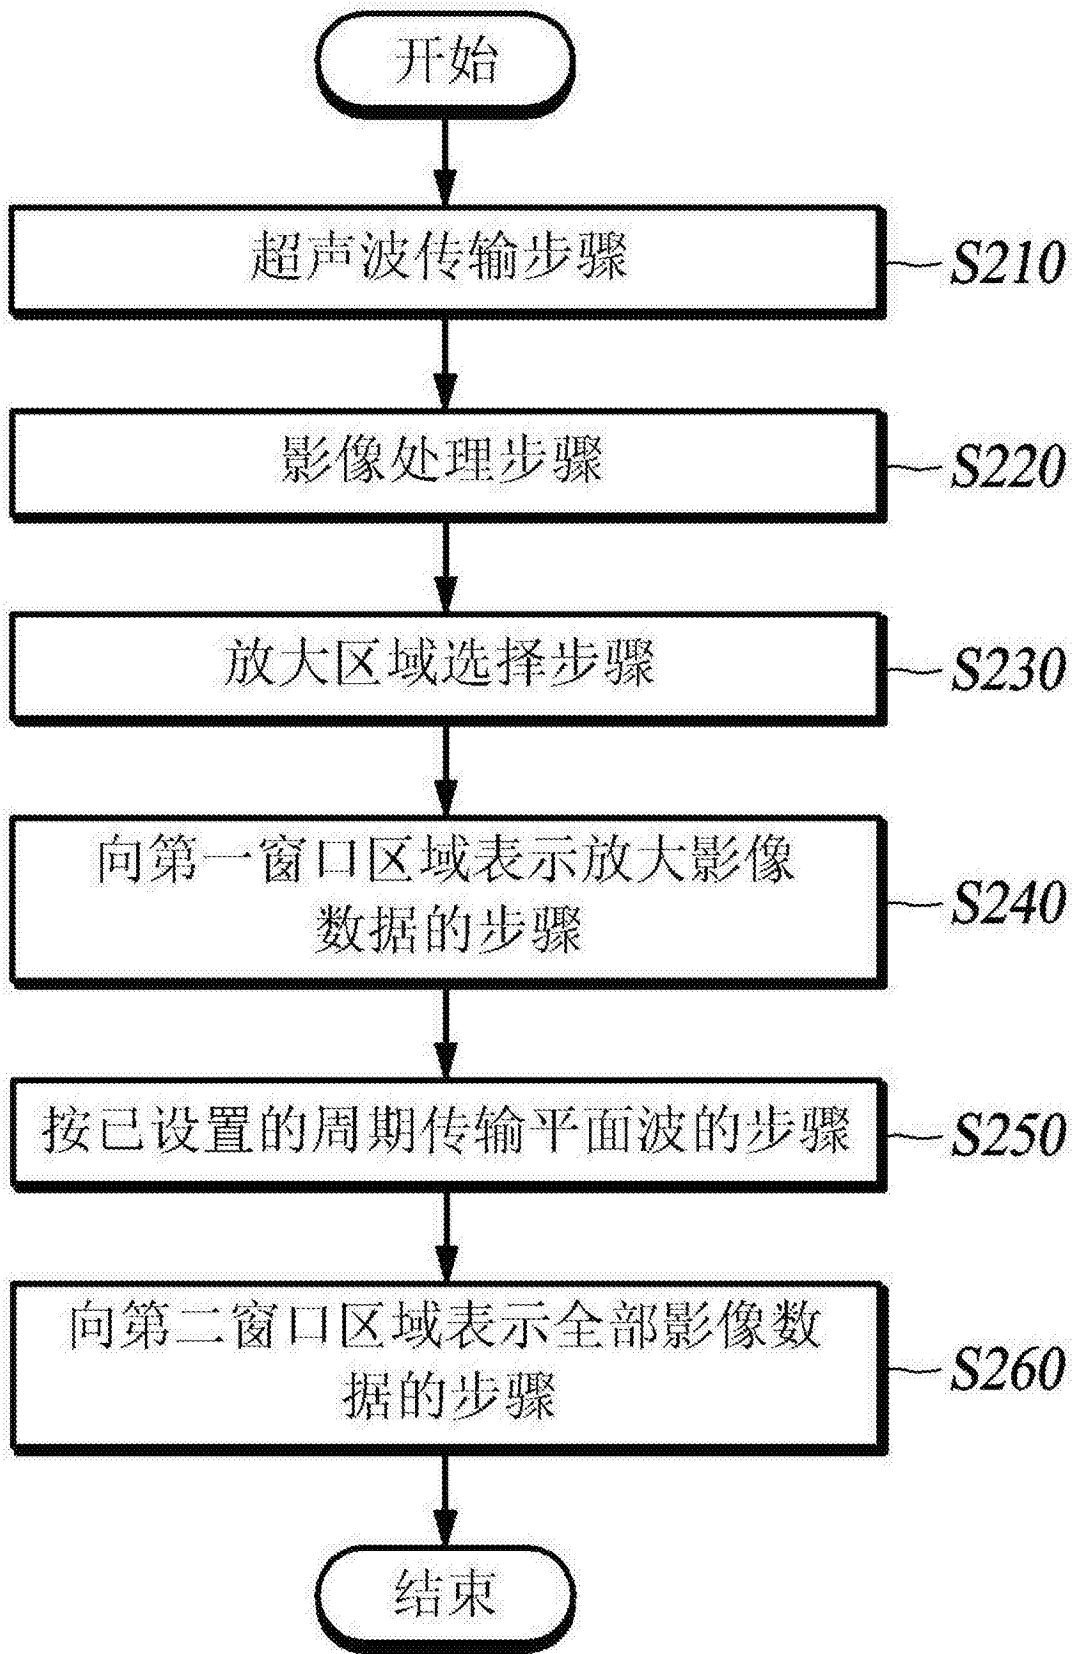 开始
超声波传输步骤
S210
影像处理步骤
S220
放大区域选择步骤
S230
向第一窗口区域表示放大影像
数据的步骤
S240
按已设置的周期传输平面波的步骤
S250
向第二窗口区域表示全部影像数
据的步骤
S260
结束